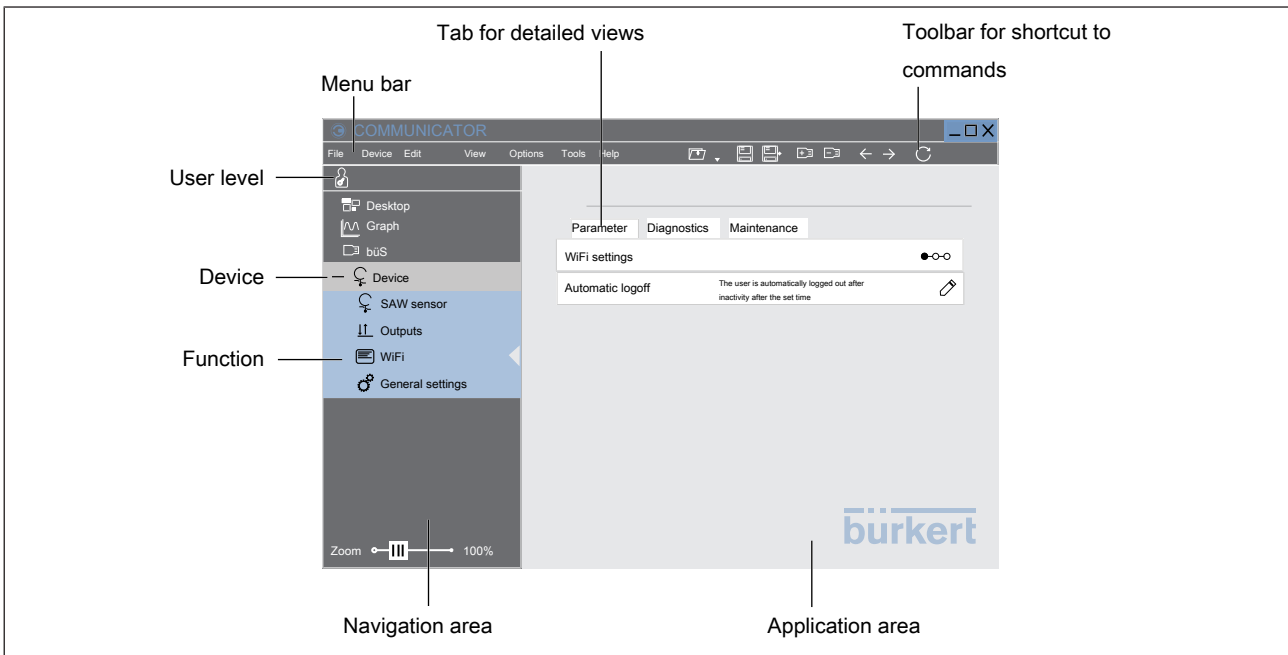 Tab for detailed views
Toolbar for shortcut to
commands
Menu bar
COMMUNICATOR
File Device Edit View Options Tools Help
User level
Desktop
Graph
büS
Device
Device
SAW sensor
Outputs
Function
WiFi
General settings
Parameter Diagnostics Maintenance
WiFi settings
Automatic logoff
The user is automatically logged out after
inactivity after the set time
bürkert
Zoom 100%
Navigation area
Application area